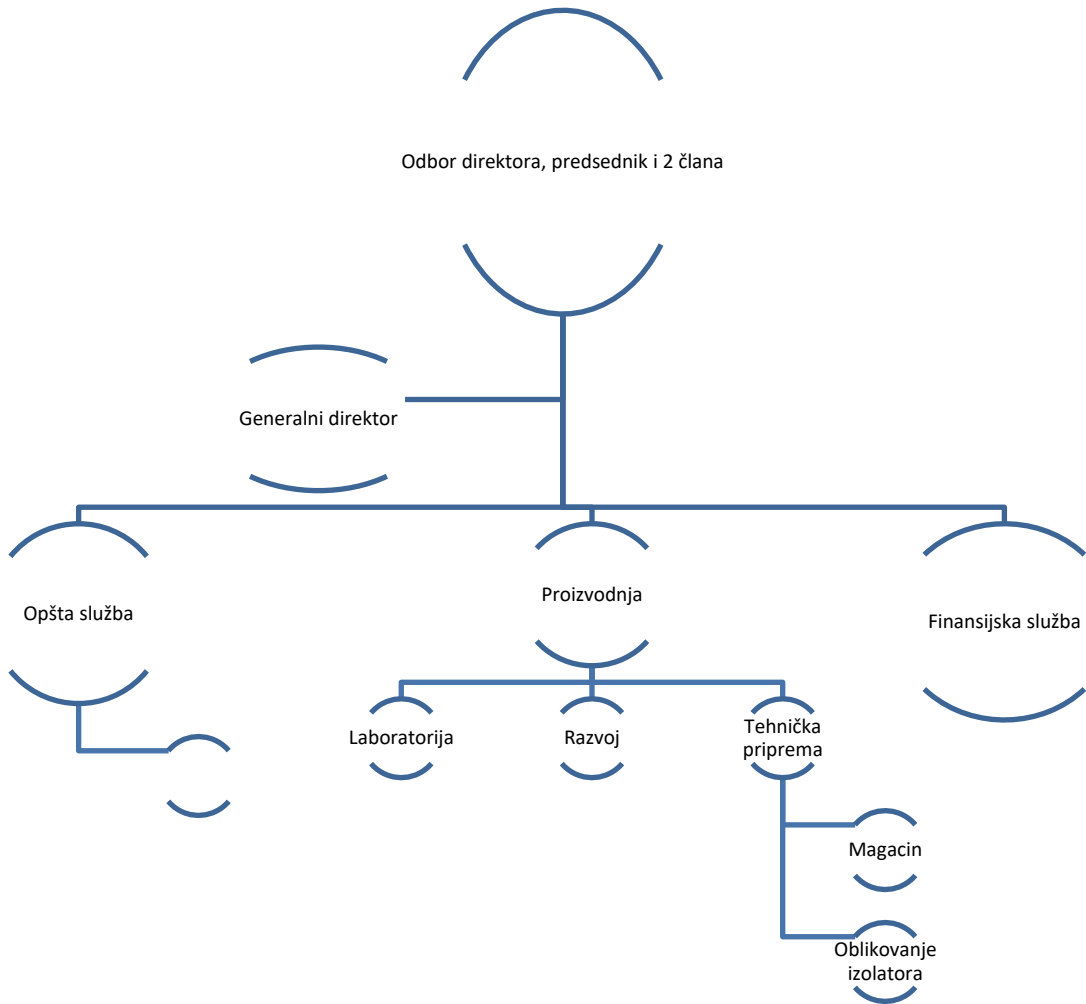 Odbor direktora, predsednik i 2 člana
Generalni direktor
Opšta služba
Proizvodnja
Finansijska služba
Laboratorija
Razvoj
Tehnička
priprema
Magacin
Oblikovanje
izolatora